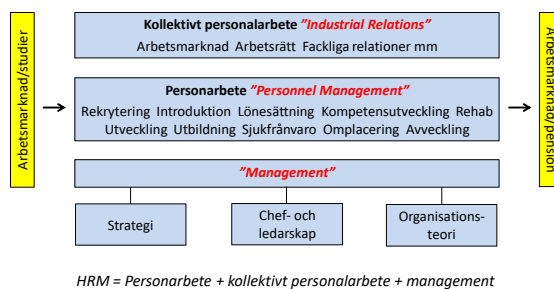 Arbetsmarknad/studier
Kollektivt personalarbete ”Industrial Relations”
Arbetsmarknad Arbetsrätt Fackliga relationer mm
Personarbete ”Personnel Management”
Rekrytering Introduktion Lönesättning Kompetensutveckling Rehab
Utveckling Utbildning Sjukfrånvaro Omplacering Avveckling
”Management”
Strategi
Chef- och
ledarskap
Organisations-
teori
Arbetsmarknad/pension
HRM = Personarbete + kollektivt personalarbete + management